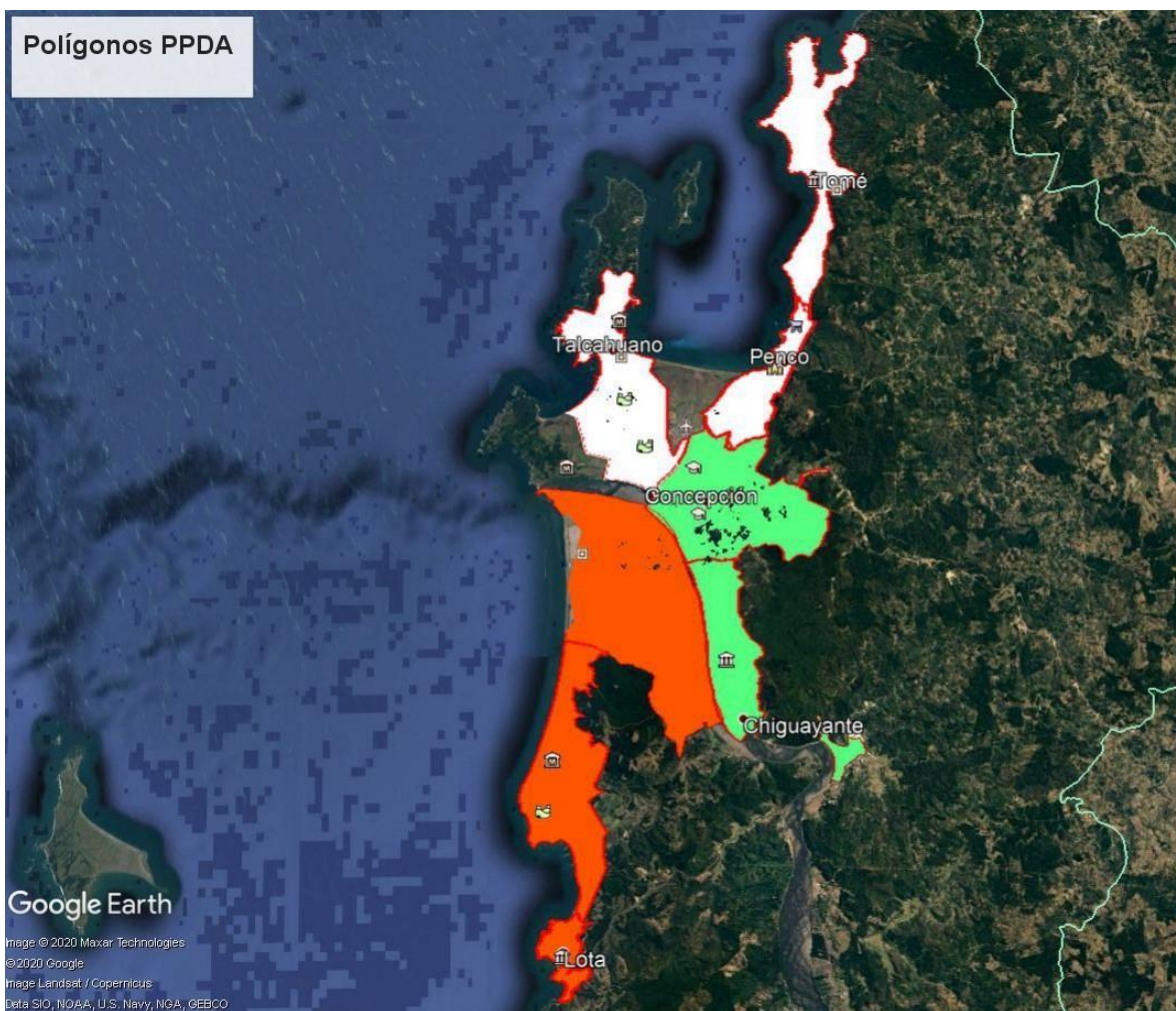 Polígonos PPDA
Tomé
Talcahuano
Penco
Concepción
Chiguayante
Lota
Google Earth
Image © 2020 Maxar Technologies
© 2020 Google
Image Landsat / Copernicus
Data SIO, NOAA, U.S. Navy, NGA, GEBCO